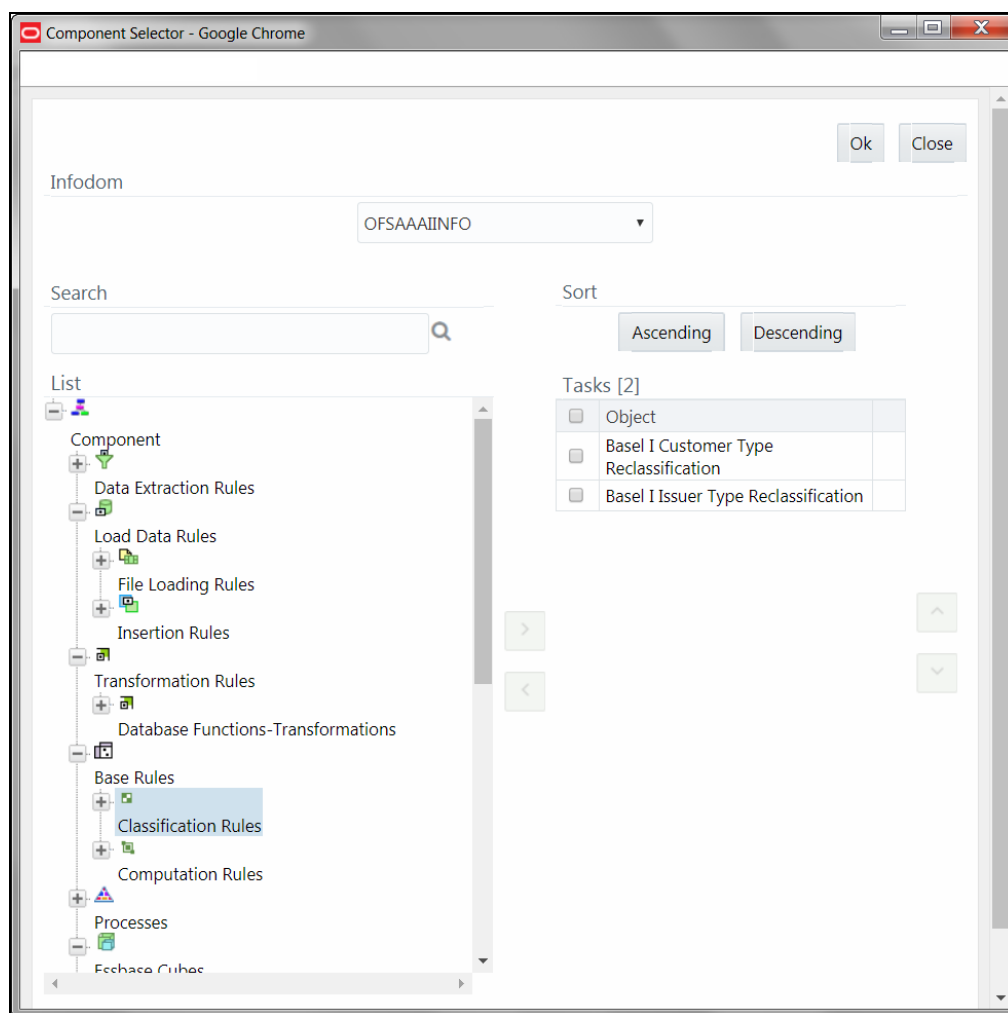 Component Selector - Google Chrome
Ok Close
Infodom
OFSAAAIINFO
Search
Sort
Ascending Descending
List
Tasks [2]
Object
Basel I Customer Type
Reclassification
Basel I Issuer Type Reclassification
Component
Data Extraction Rules
Load Data Rules
File Loading Rules
Insertion Rules
Transformation Rules
Database Functions-Transformations
Base Rules
Classification Rules
Computation Rules
Processes
Essbase Cubes